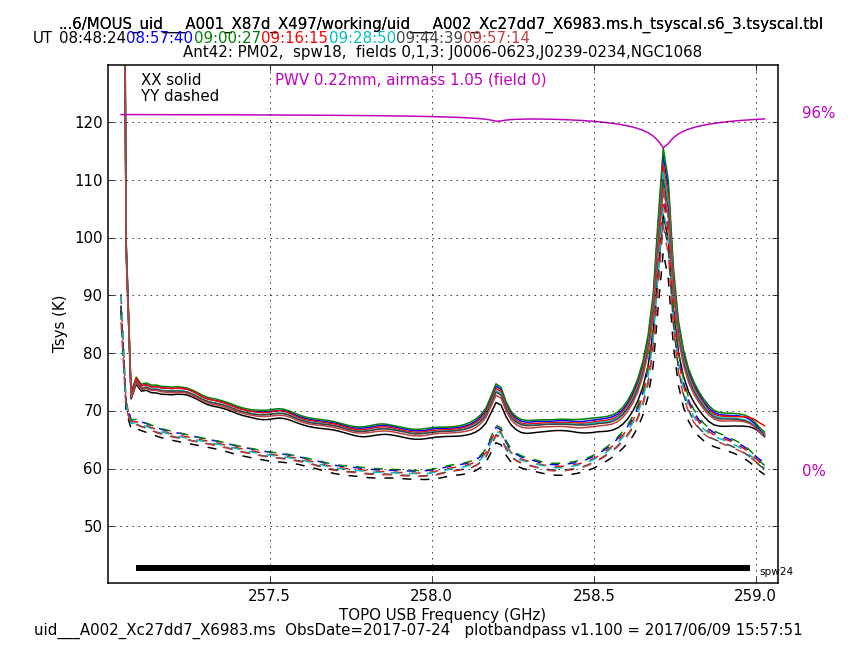 ...6/MOUS_uid___A001_X87d_X497/working/uid___A002_Xc27dd7_X6983.ms.h_tsyscal.s6_3.tsyscal.tbl
UT 08:48:24 08:57:40 09:00:27 09:16:15 09:28:50 09:44:39 09:57:14
Ant42: PM02, spw18, fields 0,1,3: J0006-0623,J0239-0234,NGC1068
XX solid
PWV 0.22mm, airmass 1.05 (field 0)
YY dashed
96%
120
110
100
90
80
70
60
50
0%
Tsys (K)
spw24
257.5 258.0 258.5 259.0
TOPO USB Frequency (GHz)
uid___A002_Xc27dd7_X6983.ms ObsDate=2017-07-24 plotbandpass v1.100 = 2017/06/09 15:57:51